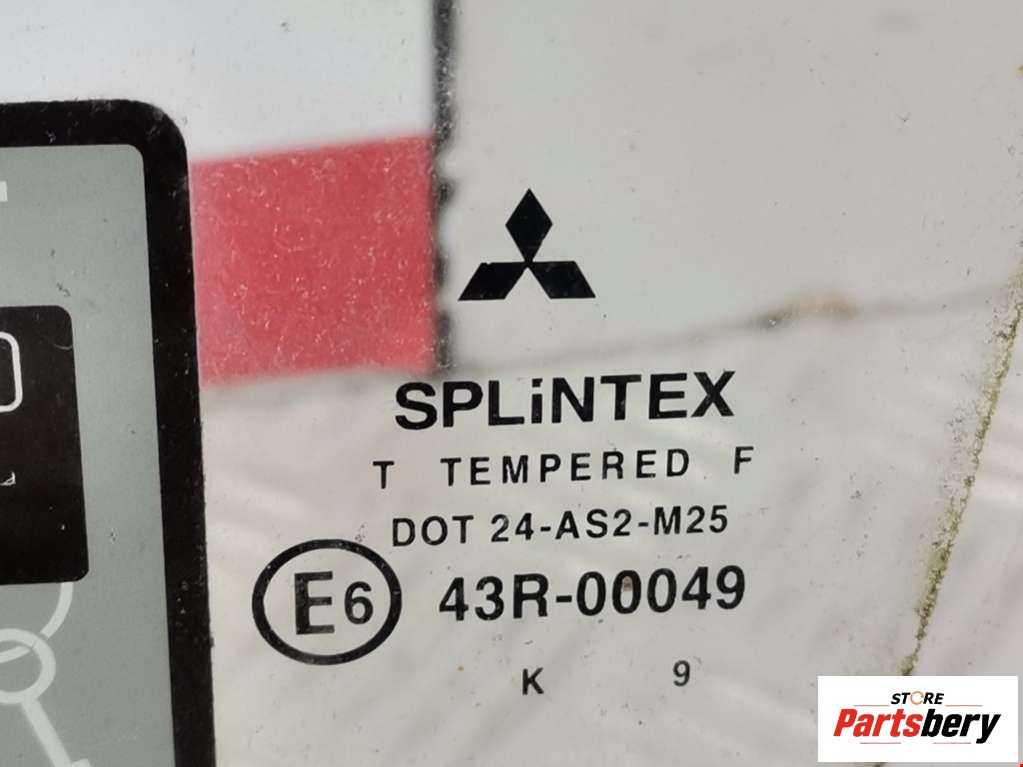 SPLiNTEX
T TEMPERED F
DOT 24-AS2-M25
E6 43R-00049
K 9
STORE
Partsbery